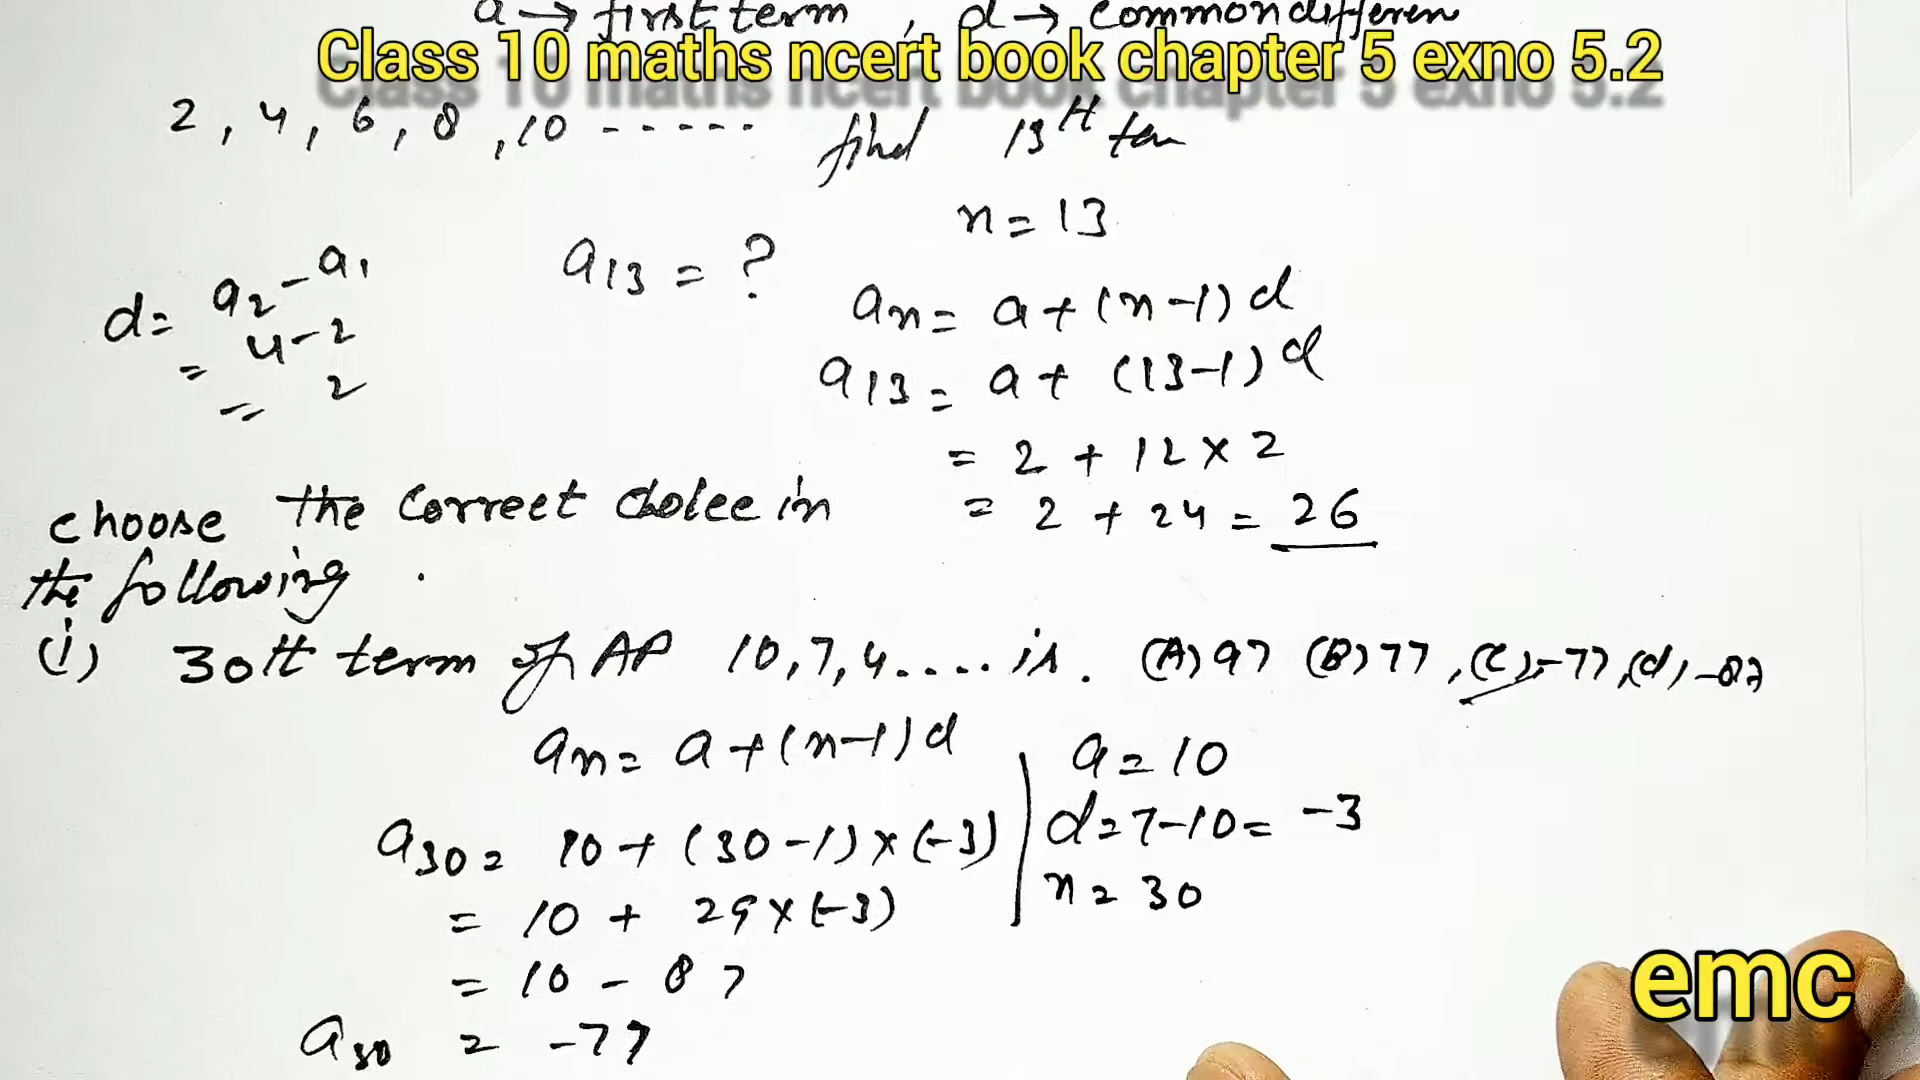 a → first term , d → common differen
Class 10 maths ncert book chapter 5 exno 5.2
2 , 4 , 6 , 8 , 10 ------ find 13th
n = 13
d = a₂ - a₁
= 4 - 2
= 2
a₁₃ = ?
aₙ = a + (n-1) d
a₁₃ = a + (13-1) d
= 2 + 12 × 2
= 2 + 24 = 26
choose the correct choice in
the following .
(i) 30th term of AP 10, 7, 4.... is. (A) 97 (B) 77 , (C) -77 , (d) -87
aₙ = a + (n-1) d
a₃₀ = 10 + (30-1) × (-3)
= 10 + 29 × (-3)
= 10 - 87
a₃₀ = -77
a = 10
d = 7-10 = -3
n = 30
emc